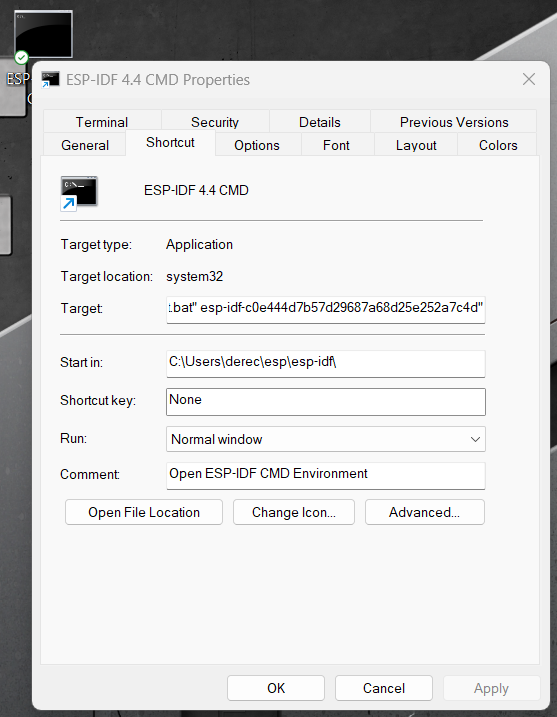 ESP-IDF 4.4 CMD Properties
ESP
Terminal Security Details Previous Versions
General Shortcut Options Font Layout Colors
C:\_
ESP-IDF 4.4 CMD
Target type: Application
Target location: system32
Target: .bat" esp-idf-c0e444d7b57d29687a68d25e252a7c4d"
Start in: C:\Users\derec\esp\esp-idf\
Shortcut key: None
Run: Normal window
Comment: Open ESP-IDF CMD Environment
Open File Location Change Icon... Advanced...
OK Cancel Apply